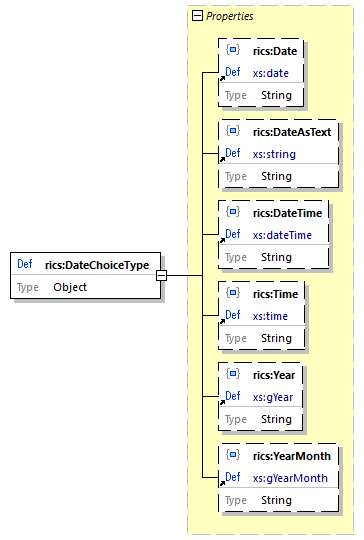 Properties
rics:Date
Def xs:date
Type String
rics:DateAsText
Def xs:string
Type String
rics:DateTime
Def xs:dateTime
Type String
Def rics:DateChoiceType
Type Object
rics:Time
Def xs:time
Type String
rics:Year
Def xs:gYear
Type String
rics:YearMonth
Def xs:gYearMonth
Type String